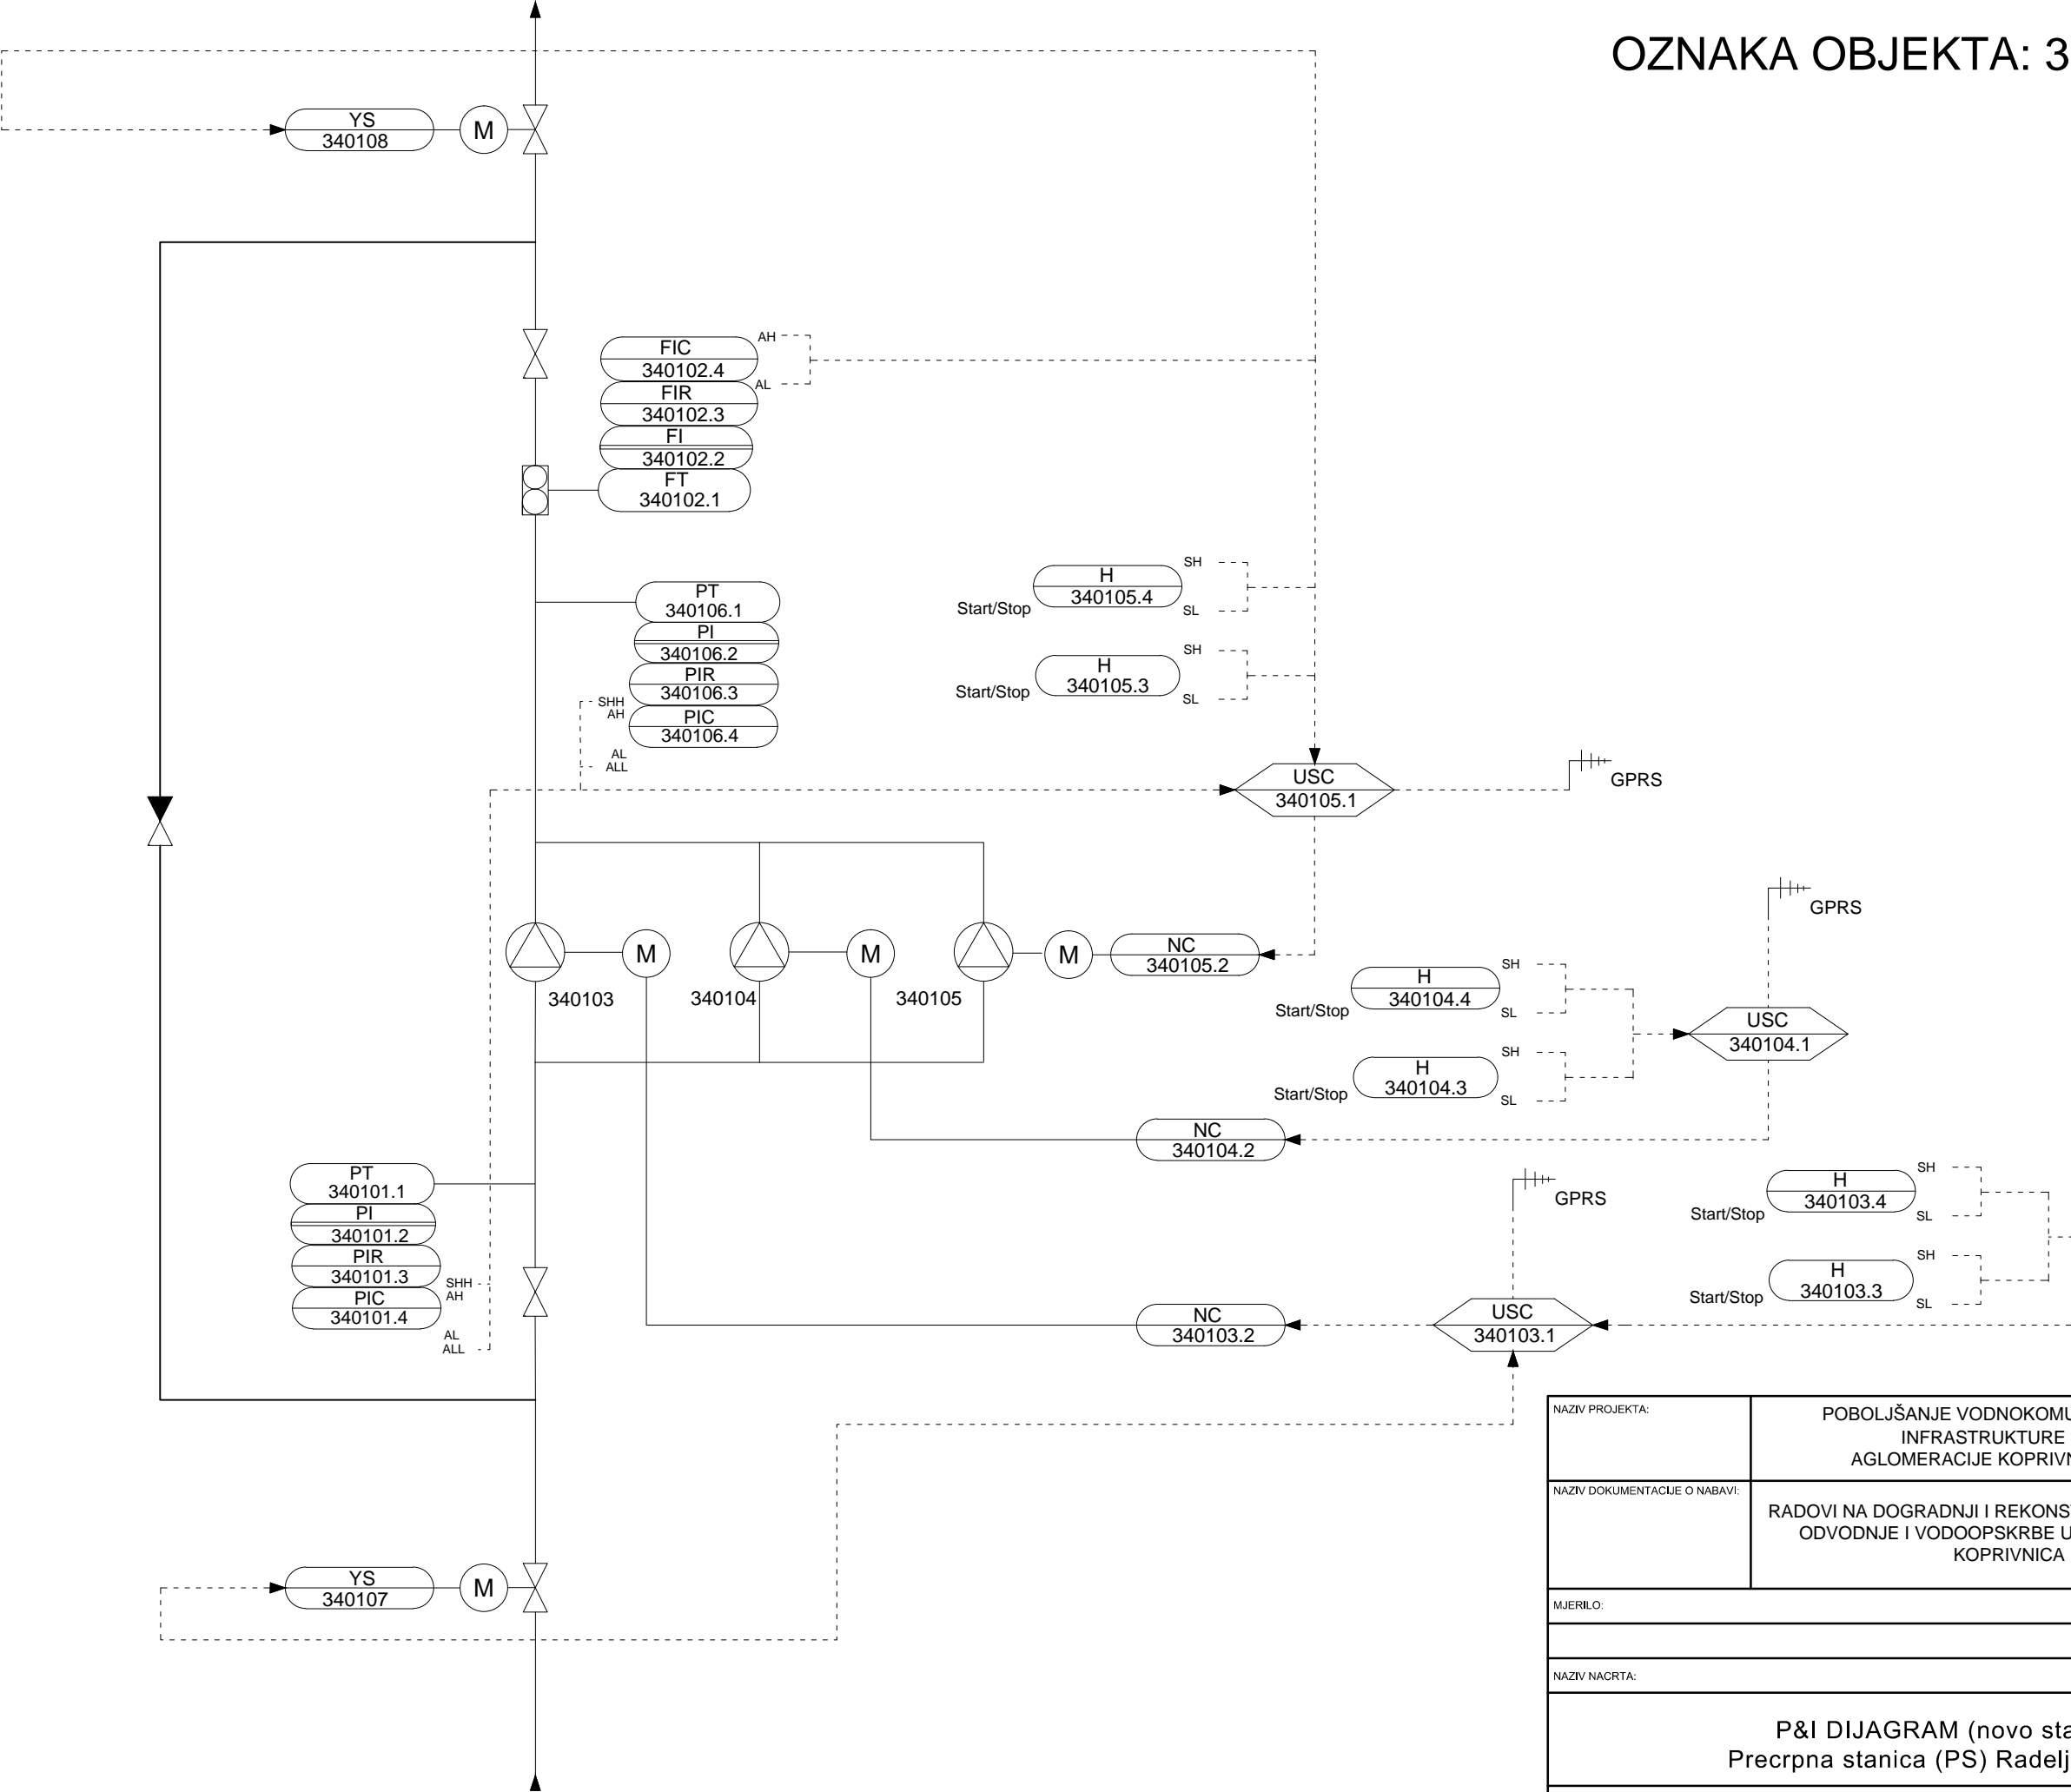 OZNAKA OBJEKTA: 3
YS
340108
M
FIC
340102.4
AH
AL
FIR
340102.3
FI
340102.2
FT
340102.1
PT
340106.1
PI
340106.2
PIR
340106.3
PIC
340106.4
SHH
AH
AL
ALL
H
340105.4
SH
SL
Start/Stop
H
340105.3
SH
SL
Start/Stop
USC
340105.1
GPRS
M
340103
M
340104
M
340105
NC
340105.2
GPRS
H
340104.4
SH
SL
Start/Stop
H
340104.3
SH
SL
Start/Stop
USC
340104.1
NC
340104.2
PT
340101.1
PI
340101.2
PIR
340101.3
PIC
340101.4
SHH
AH
AL
ALL
GPRS
H
340103.4
SH
SL
Start/Stop
H
340103.3
SH
SL
Start/Stop
NC
340103.2
USC
340103.1
YS
340107
M
NAZIV PROJEKTA:
POBOLJŠANJE VODNOKOMU
INFRASTRUKTURE
AGLOMERACIJE KOPRIV
NAZIV DOKUMENTACIJE O NABAVI:
RADOVI NA DOGRADNJI I REKONS
ODVODNJE I VODOOPSKRBE U
KOPRIVNICA
MJERILO:
NAZIV NACRTA:
P&I DIJAGRAM (novo sta
Precrpna stanica (PS) Radelj